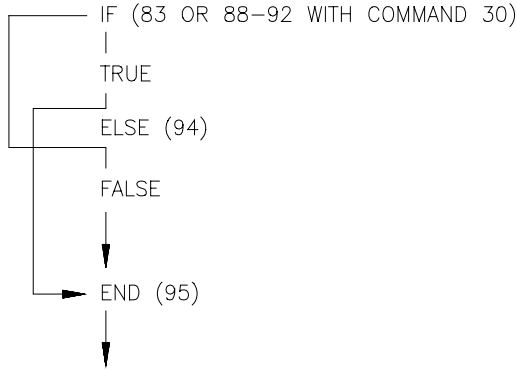 IF (83 OR 88-92 WITH COMMAND 30)
TRUE
ELSE (94)
FALSE
END (95)